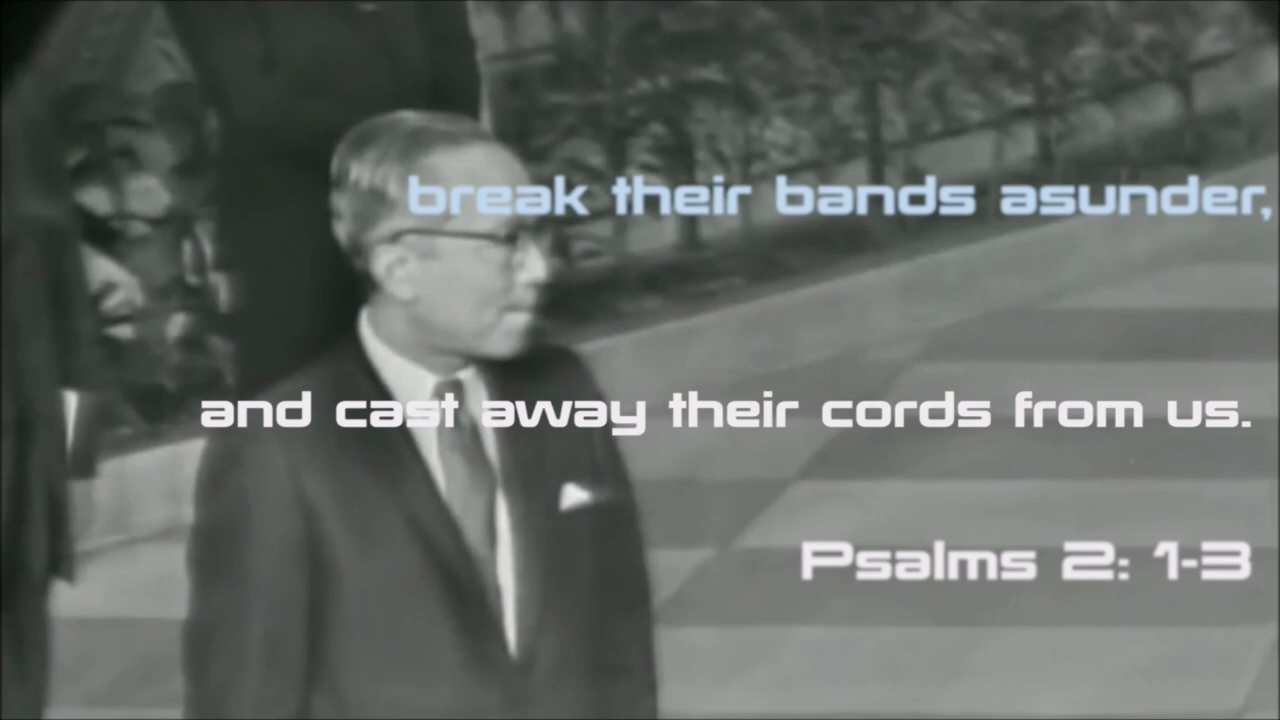 break their bands asunder,
and cast away their cords from us.
Psalms 2: 1-3